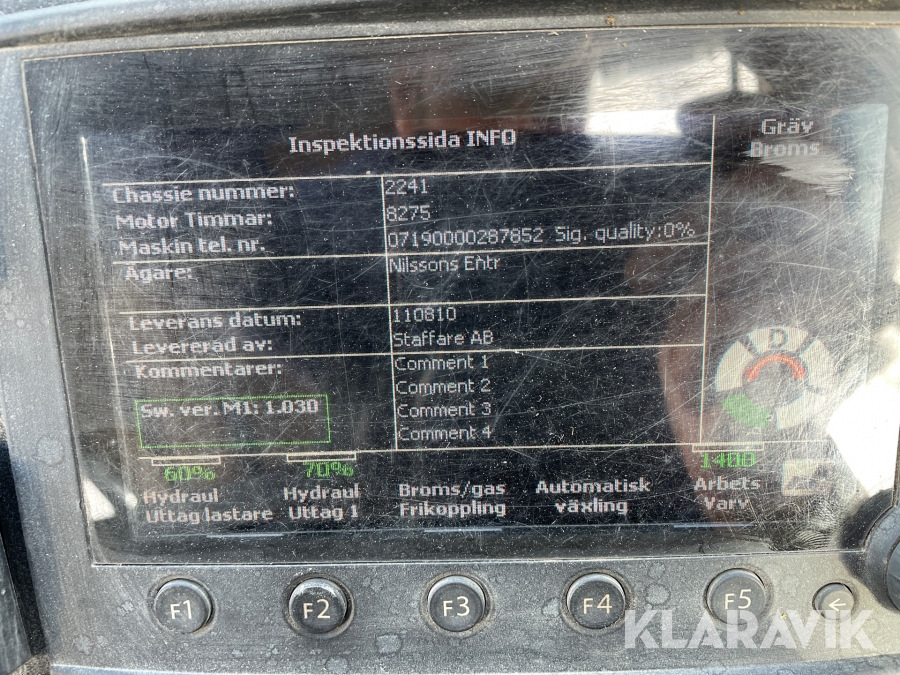 Inspektionssida INFO
Gräv
Broms
Chassie nummer: 2241
Motor Timmar: 8275
Maskin tel. nr. 07190000287852 Sig. quality:0%
Ägare: Nilssons Entr
Leverans datum: 110810
Levererad av: Staffare AB
Kommentarer: Comment 1
Comment 2
Comment 3
Comment 4
Sw. ver. M1: 1.030
60% 70% 1400
Hydraul Hydraul Broms/gas Automatisk Arbets
Uttag lastare Uttag 1 Frikoppling växling Varv
F1 F2 F3 F4 F5 ←
KLARAVIK